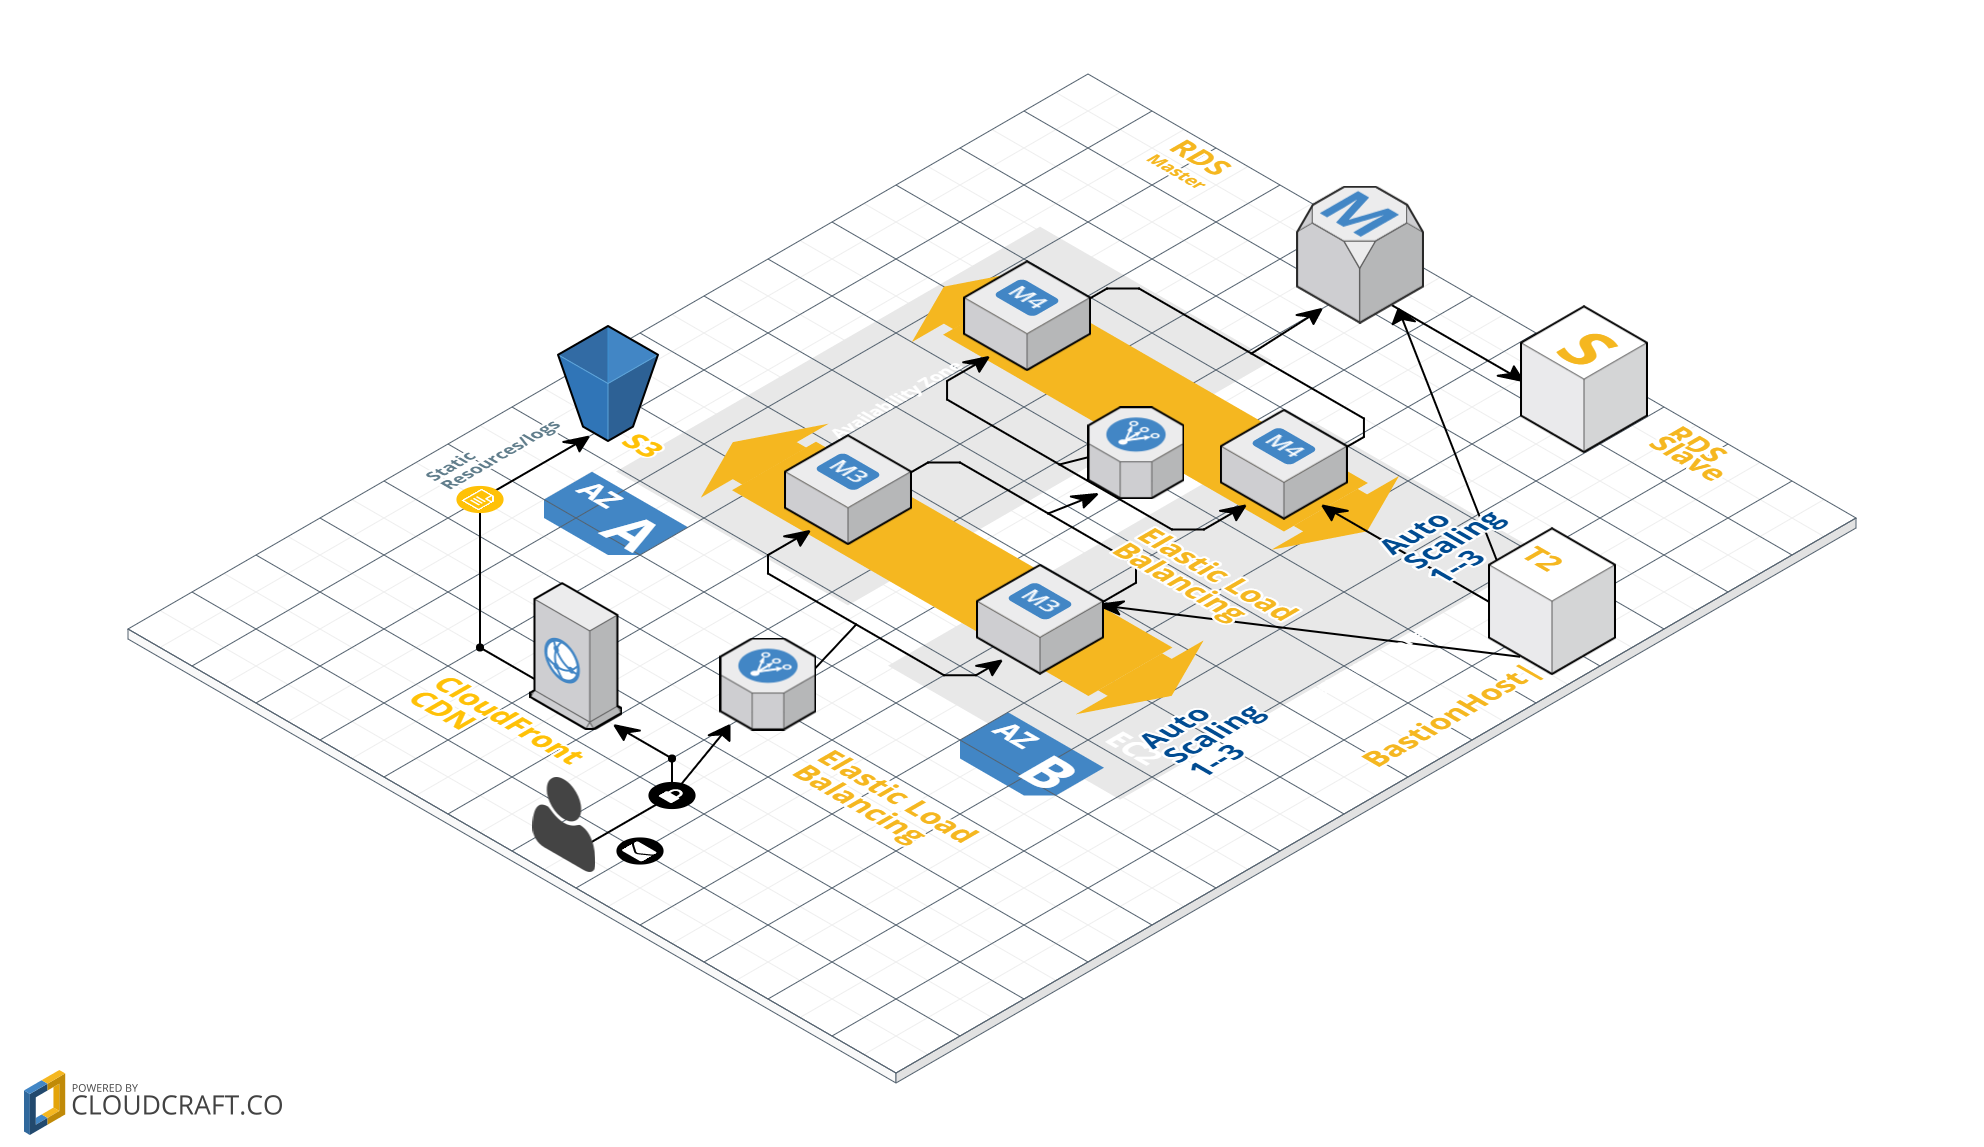 RDS
Master
M
M4
S
Availability Zone
M4
S3
Static
Resources/logs
M3
RDS
Slave
AZ
A
Auto
Scaling
1--3
Elastic Load
Balancing
T2
M3
CloudFront
CDN
BastionHost |
AZ
B
EC2
Auto
Scaling
1--3
Elastic Load
Balancing
POWERED BY
CLOUDCRAFT.CO